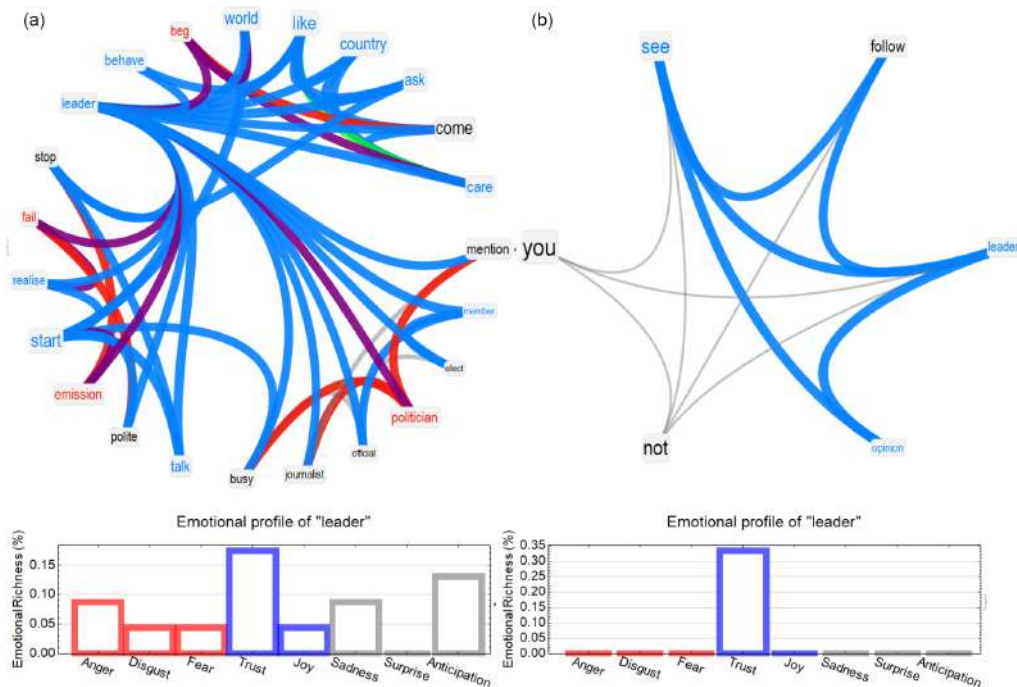 (a)
beg
world
like
country
behave
ask
leader
come
stop
care
fail
mention
realise
member
start
elect
emission
politician
polite
official
talk
busy
journalist
Emotional profile of "leader"
Emotional Richness (%)
0.15
0.10
0.05
0.00
Anger
Disgust
Fear
Trust
Joy
Sadness
Surprise
Anticipation
(b)
see
follow
you
leader
not
opinion
Emotional profile of "leader"
Emotional Richness (%)
0.35
0.30
0.25
0.20
0.15
0.10
0.05
0.00
Anger
Disgust
Fear
Trust
Joy
Sadness
Surprise
Anticipation